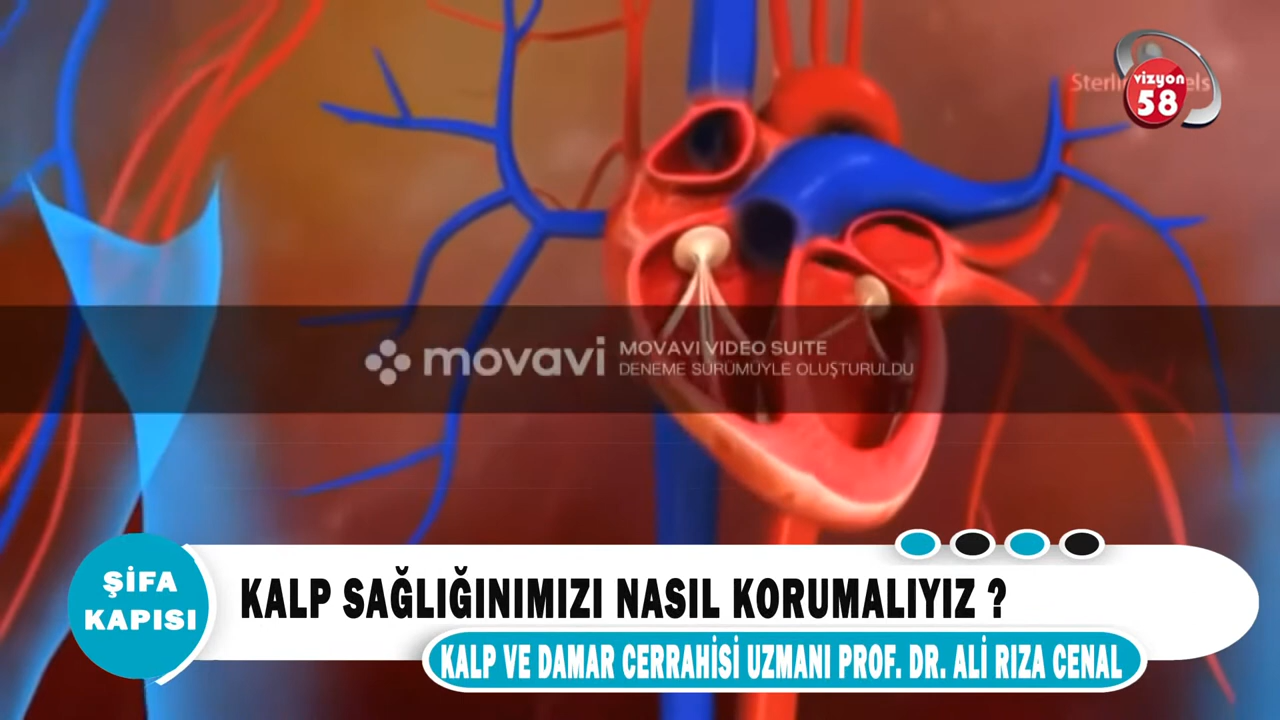 vizyon
58
movavi
MOVAVI VIDEO SUITE
DENEME SÜRÜMÜYLE OLUŞTURULDU
ŞİFA
KAPISI
KALP SAĞLIĞINIMIZI NASIL KORUMALIYIZ ?
KALP VE DAMAR CERRAHİSİ UZMANI PROF. DR. ALİ RIZA CENAL